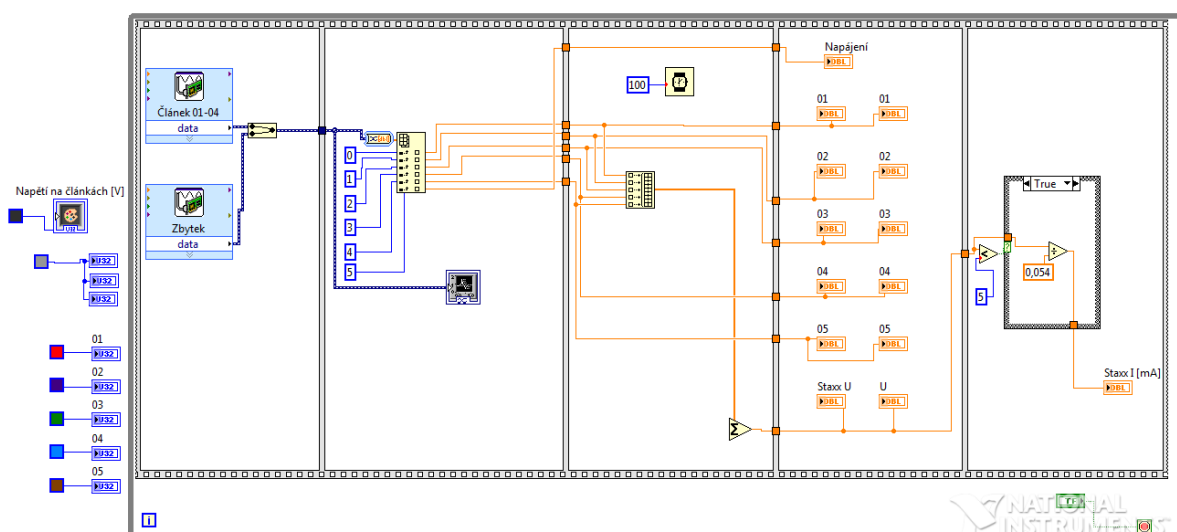 Napětí na článkách [V]
U32
U32
U32
U32
01
U32
02
U32
03
U32
04
U32
05
U32
Článek 01-04
data
Zbytek
data
0
1
2
3
4
5
100
Napájení
DBL
01
01
DBL
DBL
02
02
DBL
DBL
03
03
DBL
DBL
04
04
DBL
DBL
05
05
DBL
DBL
Staxx U
U
DBL
DBL
True
?
<
÷
0,054
5
Σ
Staxx I [mA]
DBL
i
TF
NATIONAL
INSTRUMENTS